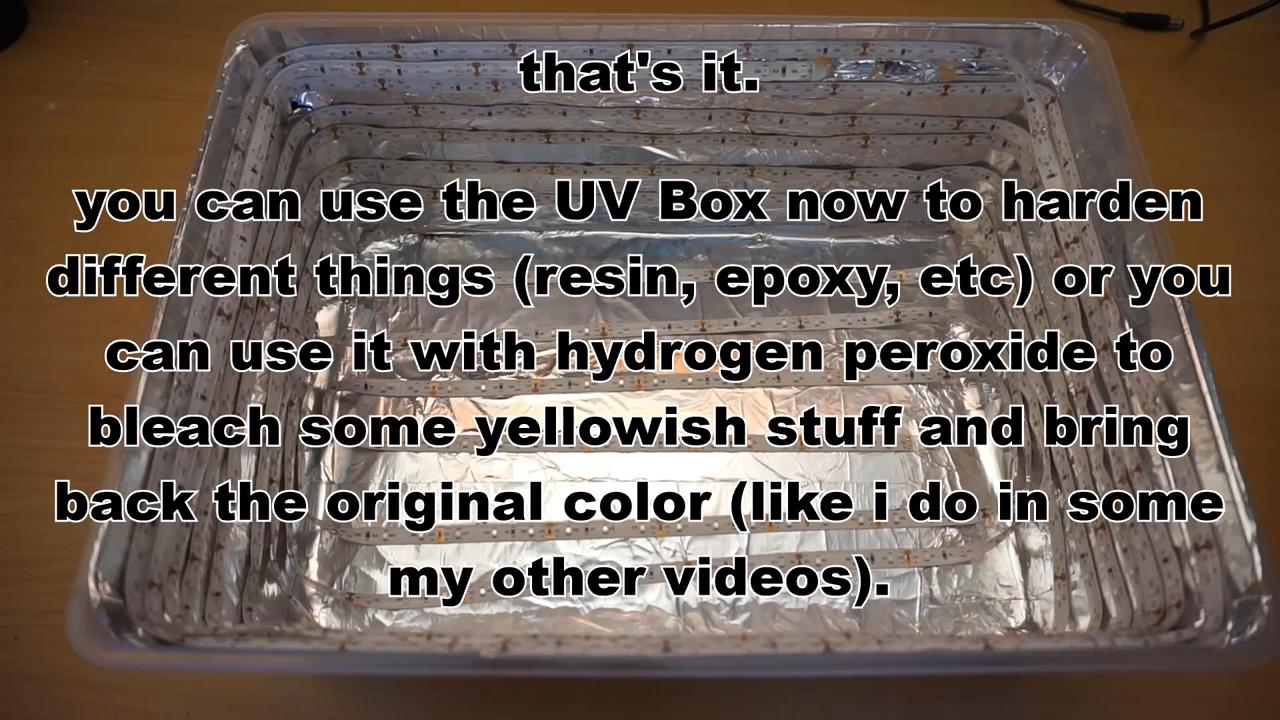 that's it.
you can use the UV Box now to harden
different things (resin, epoxy, etc) or you
can use it with hydrogen peroxide to
bleach some yellowish stuff and bring
back the original color (like i do in some
my other videos).